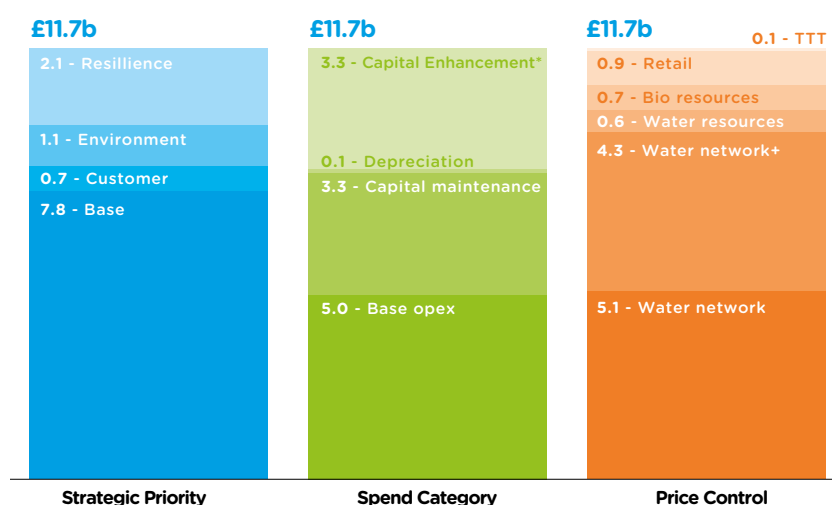 £11.7b
2.1 - Resillience
1.1 - Environment
0.7 - Customer
7.8 - Base
Strategic Priority
£11.7b
3.3 - Capital Enhancement*
0.1 - Depreciation
3.3 - Capital maintenance
5.0 - Base opex
Spend Category
£11.7b
0.1 - TTT
0.9 - Retail
0.7 - Bio resources
0.6 - Water resources
4.3 - Water network+
5.1 - Water network
Price Control